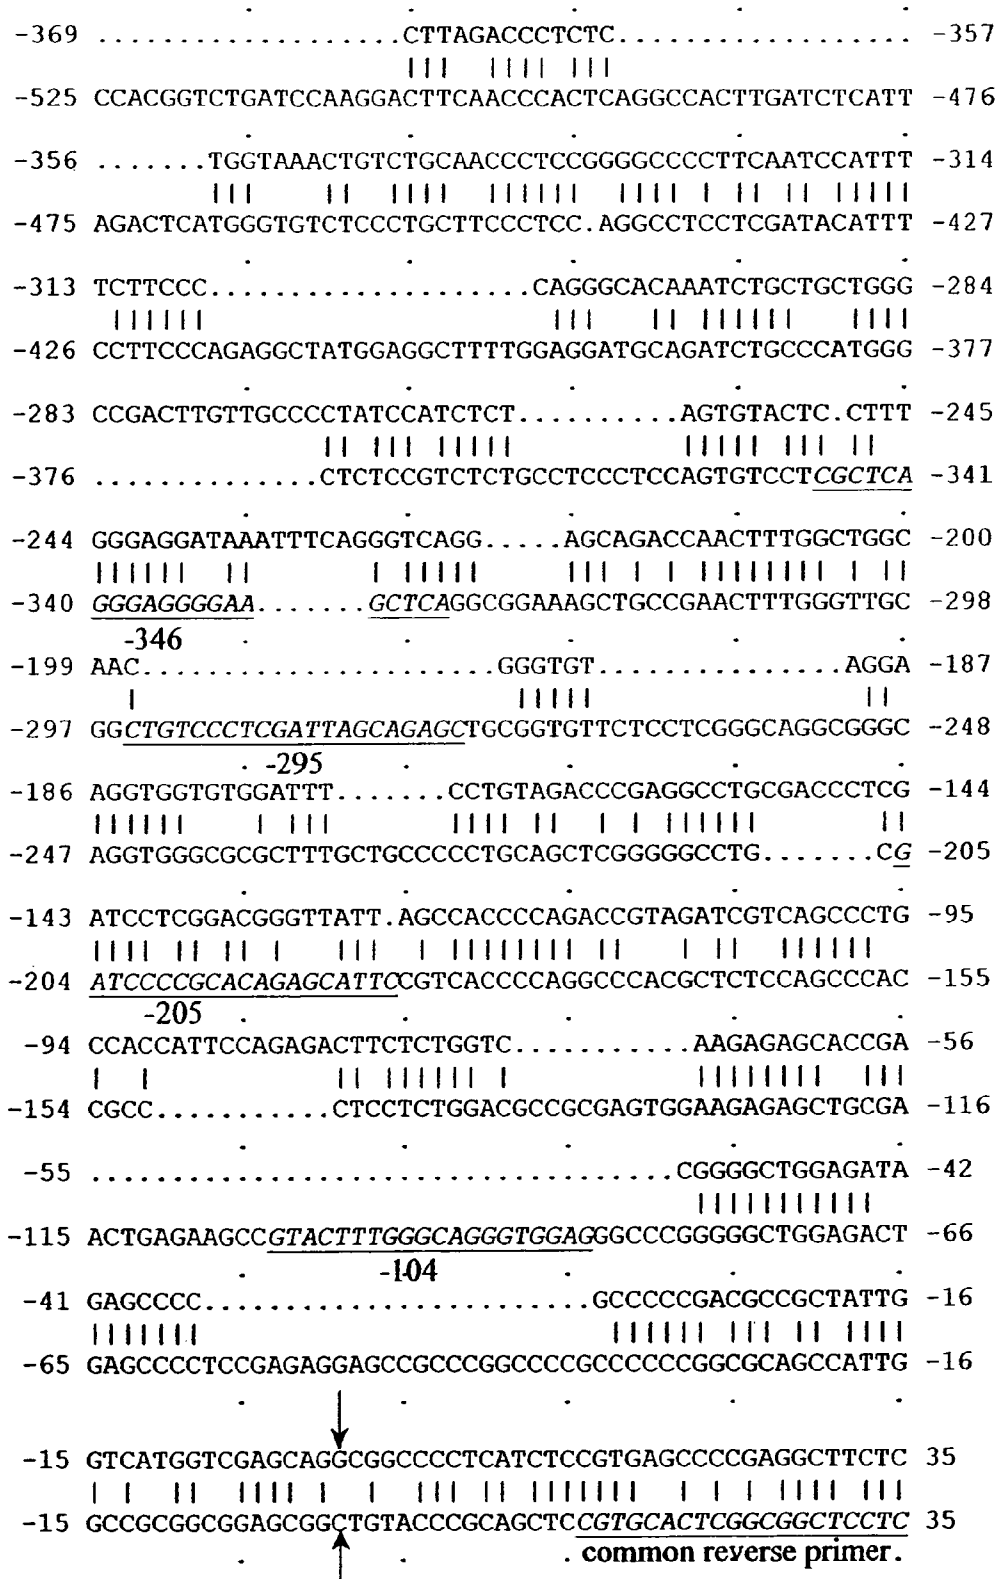 -369 ...................CTTAGACCCTCTC.................. -357
-525 CCACGGTCTGATCCAAGGACTTCAACCCACTCAGGCCACTTGATCTCATT -476
-356 .......TGGTAAACTGTCTGCAACCCTCCGGGGCCCCTTCAATCCATTT -314
-475 AGACTCATGGGTGTCTCCCTGCTTCCCTCC.AGGCCTCCTCGATACATTT -427
-313 TCTTCCC....................CAGGGCACAAATCTGCTGCTGGG -284
-426 CCTTCCCAGAGGCTATGGAGGCTTTTGGAGGATGCAGATCTGCCCATGGG -377
-283 CCGACTTGTTGCCCCTATCCATCTCT..........AGTGTACTC.CTTT -245
-376 ..............CTCTCCGTCTCTGCCTCCCTCCAGTGTCCTCGCTCA -341
-244 GGGAGGATAAATTTCAGGGTCAGG.....AGCAGACCAACTTTGGCTGGC -200
-340 GGGAGGGGAA.......GCTCAGGCGGAAAGCTGCCGAACTTTGGGTTGC -298
-346
-199 AAC......................GGGTGT...............AGGA -187
-297 GGCTGTCCCTCGATTAGCAGAGCTGCGGTGTTCTCCTCGGGCAGGCGGGC -248
-295
-186 AGGTGGTGTGGATTT.......CCTGTAGACCCGAGGCCTGCGACCCTCG -144
-247 AGGTGGGCGCGCTTTGCTGCCCCCTGCAGCTCGGGGGCCTG.......CG -205
-143 ATCCTCGGACGGGTTATT.AGCCACCCCAGACCGTAGATCGTCAGCCCTG -95
-204 ATCCCCGCACAGAGCATTCCGTCACCCCAGGCCCACGCTCTCCAGCCCAC -155
-205
-94 CCACCATTCCAGAGACTTCTCTGGTC...........AAGAGAGCACCGA -56
-154 CGCC...........CTCCTCTGGACGCCGCGAGTGGAAGAGAGCTGCGA -116
-55 ....................................CGGGGCTGGAGATA -42
-115 ACTGAGAAGCCGTACTTTGGGCAGGGTGGAGGGCCCGGGGGCTGGAGACT -66
-104
-41 GAGCCCC........................GCCCCCGACGCCGCTATTG -16
-65 GAGCCCCTCCGAGAGGAGCCGCCCGGCCCCGCCCCCCGGCGCAGCCATTG -16
-15 GTCATGGTCGAGCAGGCGGCCCCTCATCTCCGTGAGCCCCGAGGCTTCTC 35
-15 GCCGCGGCGGAGCGGCTGTACCCGCAGCTCCGTGCACTCGGCGGCTCCTC 35
common reverse primer.